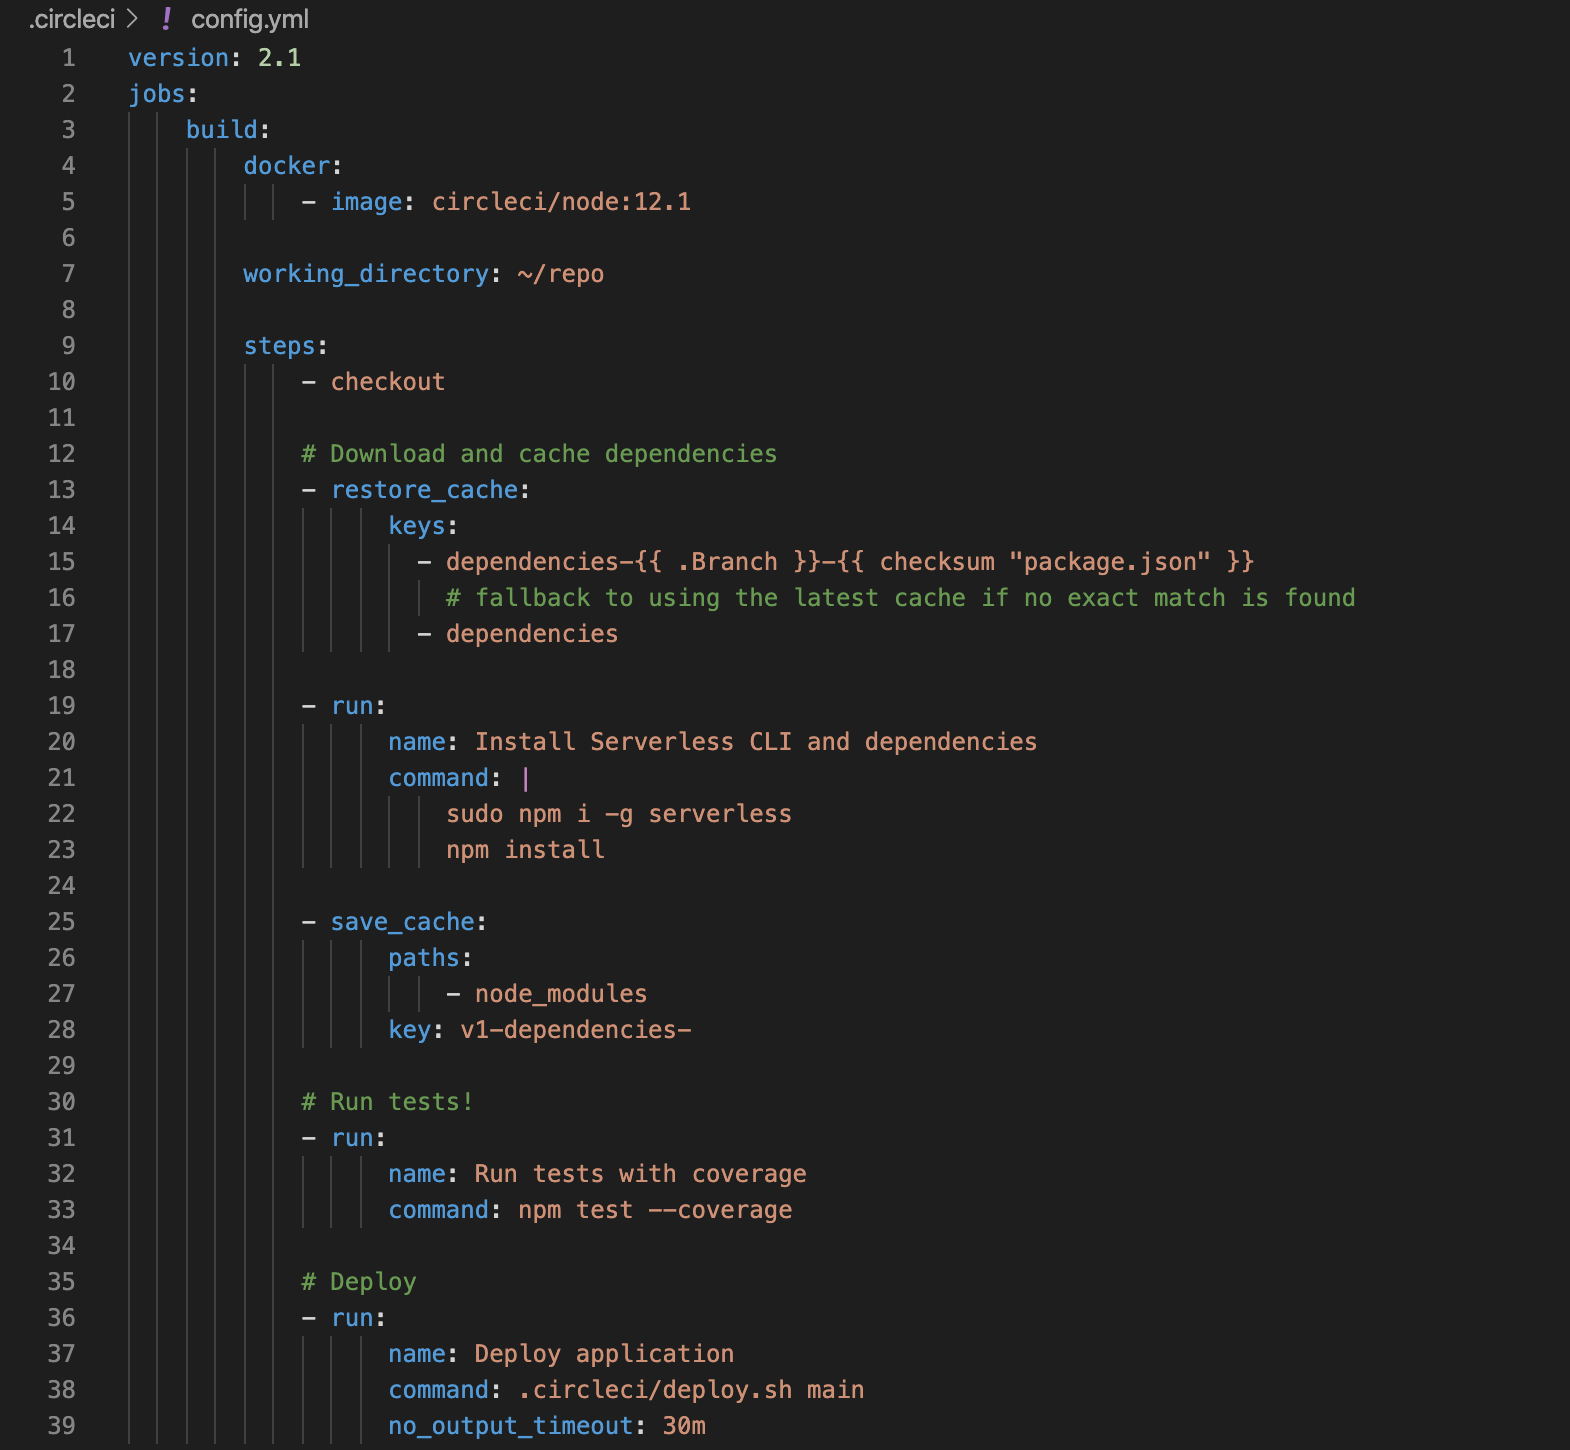 .circleci > ! config.yml
1 version: 2.1
2 jobs:
3     build:
4         docker:
5             - image: circleci/node:12.1
6
7         working_directory: ~/repo
8
9         steps:
10             - checkout
11
12             # Download and cache dependencies
13             - restore_cache:
14                   keys:
15                     - dependencies-{{ .Branch }}-{{ checksum "package.json" }}
16                       # fallback to using the latest cache if no exact match is found
17                     - dependencies
18
19             - run:
20                   name: Install Serverless CLI and dependencies
21                   command: |
22                       sudo npm i -g serverless
23                       npm install
24
25             - save_cache:
26                   paths:
27                       - node_modules
28                   key: v1-dependencies-
29
30             # Run tests!
31             - run:
32                   name: Run tests with coverage
33                   command: npm test --coverage
34
35             # Deploy
36             - run:
37                   name: Deploy application
38                   command: .circleci/deploy.sh main
39                   no_output_timeout: 30m